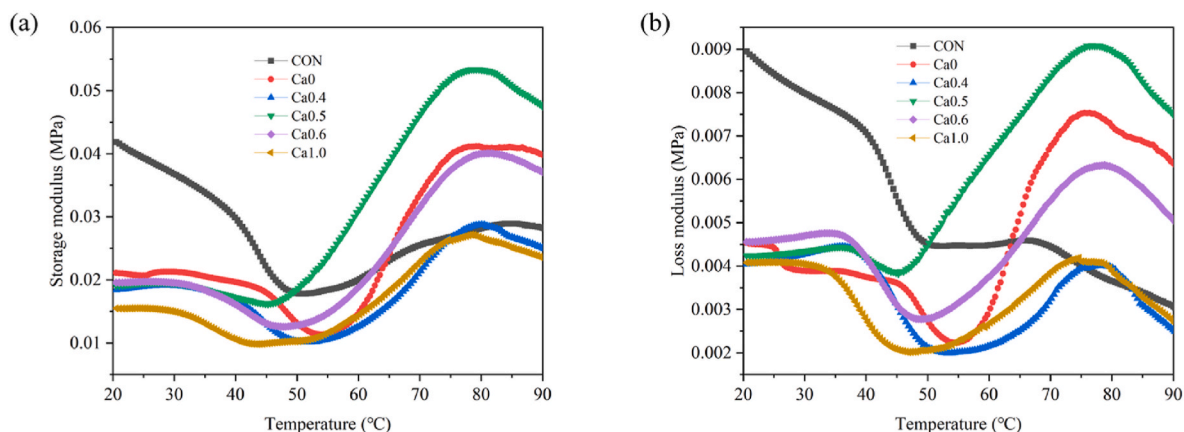 (a)
0.06
0.05
0.04
0.03
0.02
0.01
Storage modulus (MPa)
CON
Ca0
Ca0.4
Ca0.5
Ca0.6
Ca1.0
20 30 40 50 60 70 80 90
Temperature (℃)
(b)
0.009
0.008
0.007
0.006
0.005
0.004
0.003
0.002
Loss modulus (MPa)
CON
Ca0
Ca0.4
Ca0.5
Ca0.6
Ca1.0
20 30 40 50 60 70 80 90
Temperature (℃)